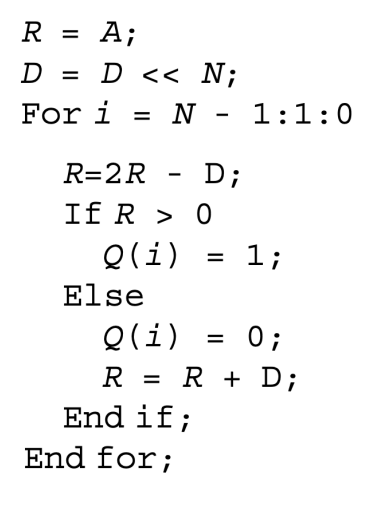 R = A;
D = D << N;
For i = N - 1:1:0
R=2R - D;
If R > 0
Q(i) = 1;
Else
Q(i) = 0;
R = R + D;
End if;
End for;